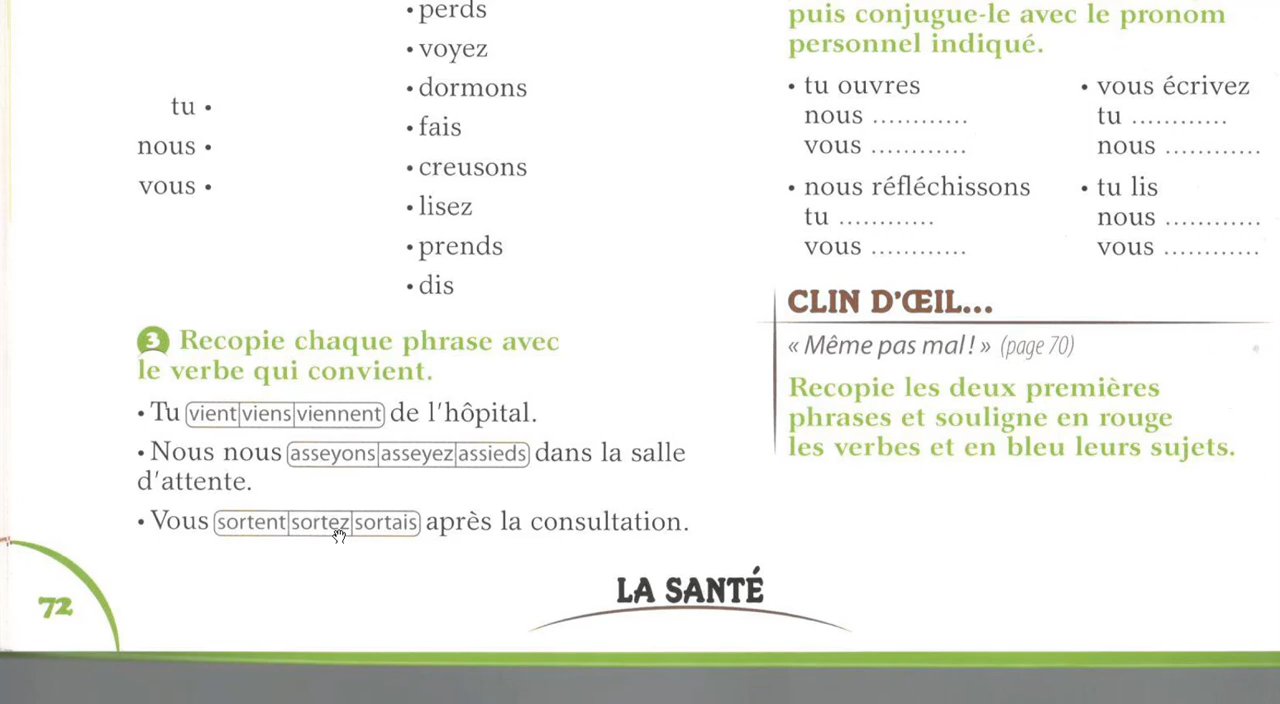 • perds
• voyez
• dormons
tu •
• fais
nous •
• creusons
vous •
• lisez
• prends
• dis
3 Recopie chaque phrase avec
le verbe qui convient.
• Tu vient|viens|viennent de l'hôpital.
• Nous nous asseyons|asseyez|assieds dans la salle
d'attente.
• Vous sortent|sortez|sortais après la consultation.
puis conjugue-le avec le pronom
personnel indiqué.
• tu ouvres
nous ............
vous ............
• nous réfléchissons
tu ............
vous ............
• vous écrivez
tu ............
nous ............
• tu lis
nous ............
vous ............
CLIN D'ŒIL...
« Même pas mal ! » (page 70)
Recopie les deux premières
phrases et souligne en rouge
les verbes et en bleu leurs sujets.
72
LA SANTÉ